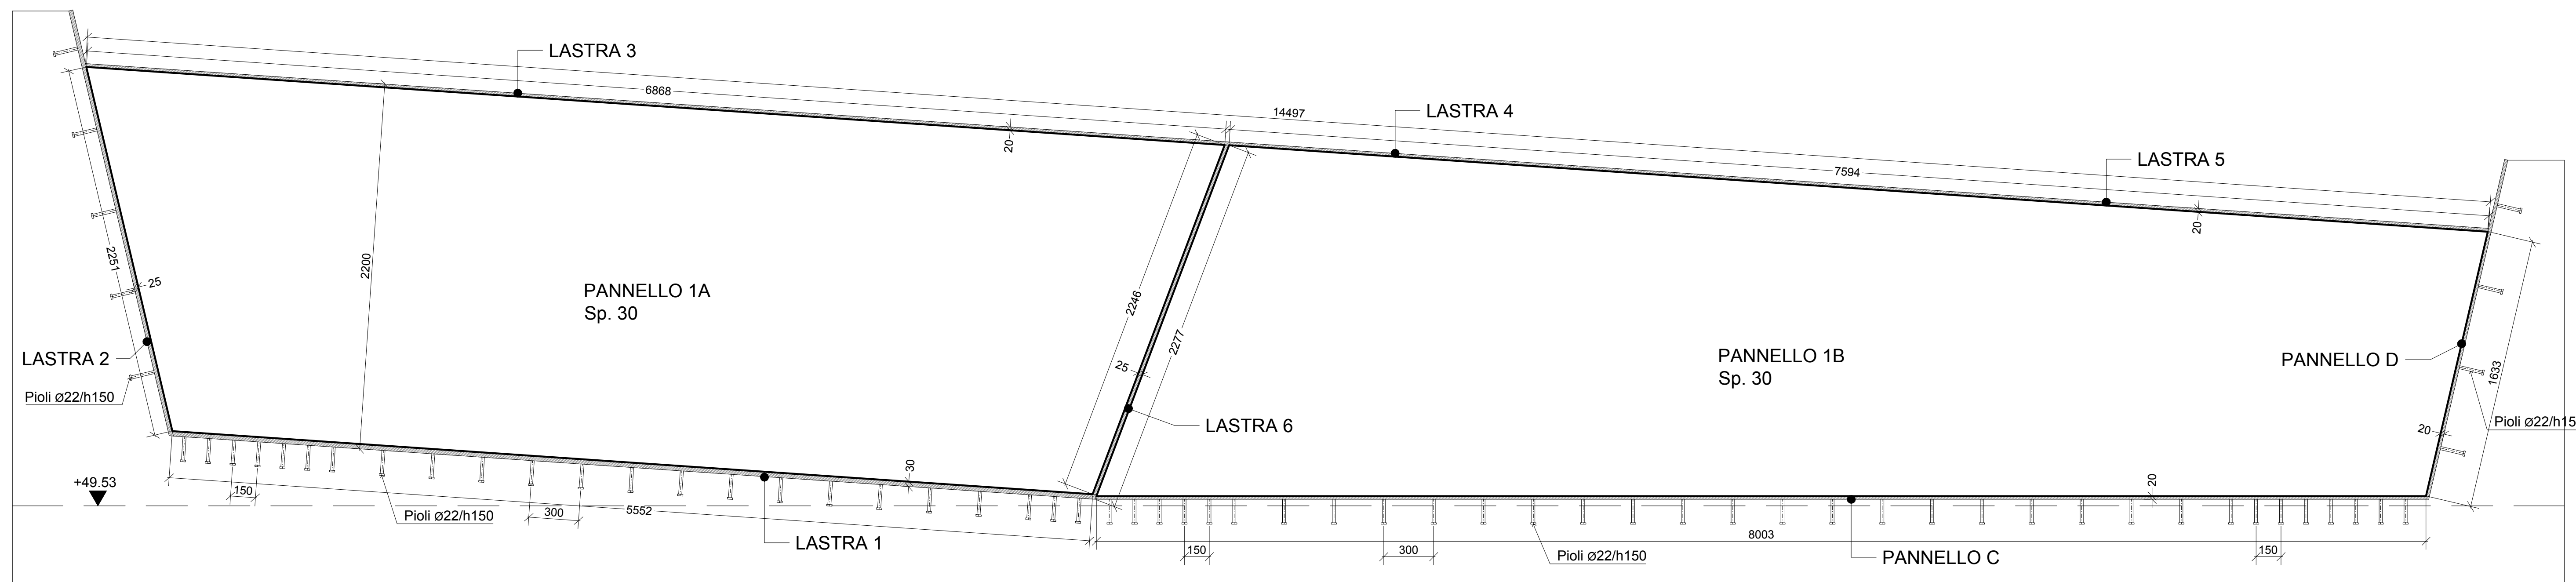 LASTRA 3
6868
14497
LASTRA 4
20
LASTRA 5
7594
20
2251
25
2200
PANNELLO 1A
Sp. 30
2246
2277
25
PANNELLO 1B
Sp. 30
PANNELLO D
1633
LASTRA 2
Pioli Ø22/h150
LASTRA 6
Pioli Ø22/h15
20
+49.53
150
30
20
Pioli Ø22/h150
300
5552
LASTRA 1
8003
150
300
Pioli Ø22/h150
PANNELLO C
150